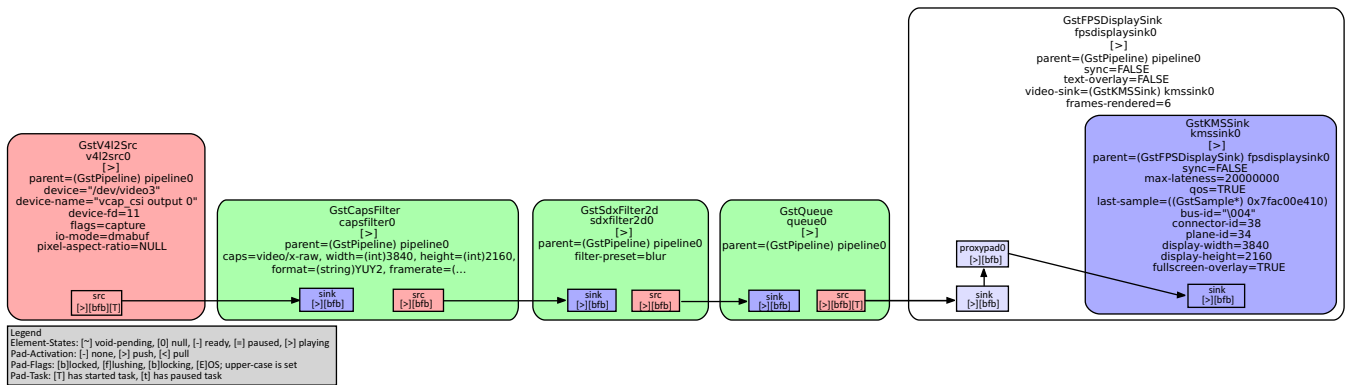 GstFPSDisplaySink
fpsdisplaysink0
[>]
parent=(GstPipeline) pipeline0
sync=FALSE
text-overlay=FALSE
video-sink=(GstKMSSink) kmssink0
frames-rendered=6
GstV4l2Src
v4l2src0
[>]
parent=(GstPipeline) pipeline0
device="/dev/video3"
device-name="vcap_csi output 0"
device-fd=11
flags=capture
io-mode=dmabuf
pixel-aspect-ratio=NULL
src
[>][bfb][T]
GstCapsFilter
capsfilter0
[>]
parent=(GstPipeline) pipeline0
caps=video/x-raw, width=(int)3840, height=(int)2160,
format=(string)YUY2, framerate=(…
sink
[>][bfb]
src
[>][bfb]
GstSdxFilter2d
sdxfilter2d0
[>]
parent=(GstPipeline) pipeline0
filter-preset=blur
sink
[>][bfb]
src
[>][bfb]
GstQueue
queue0
[>]
parent=(GstPipeline) pipeline0
sink
[>][bfb]
src
[>][bfb][T]
proxypad0
[>][bfb]
sink
[>][bfb]
GstKMSSink
kmssink0
[>]
parent=(GstFPSDisplaySink) fpsdisplaysink0
sync=FALSE
max-lateness=20000000
qos=TRUE
last-sample=((GstSample*) 0x7fac00e410)
bus-id="\004"
connector-id=38
plane-id=34
display-width=3840
display-height=2160
fullscreen-overlay=TRUE
sink
[>][bfb]
Legend
Element-States: [~] void-pending, [0] null, [-] ready, [=] paused, [>] playing
Pad-Activation: [-] none, [>] push, [<] pull
Pad-Flags: [b]locked, [f]lushing, [b]locking, [E]OS; upper-case is set
Pad-Task: [T] has started task, [t] has paused task